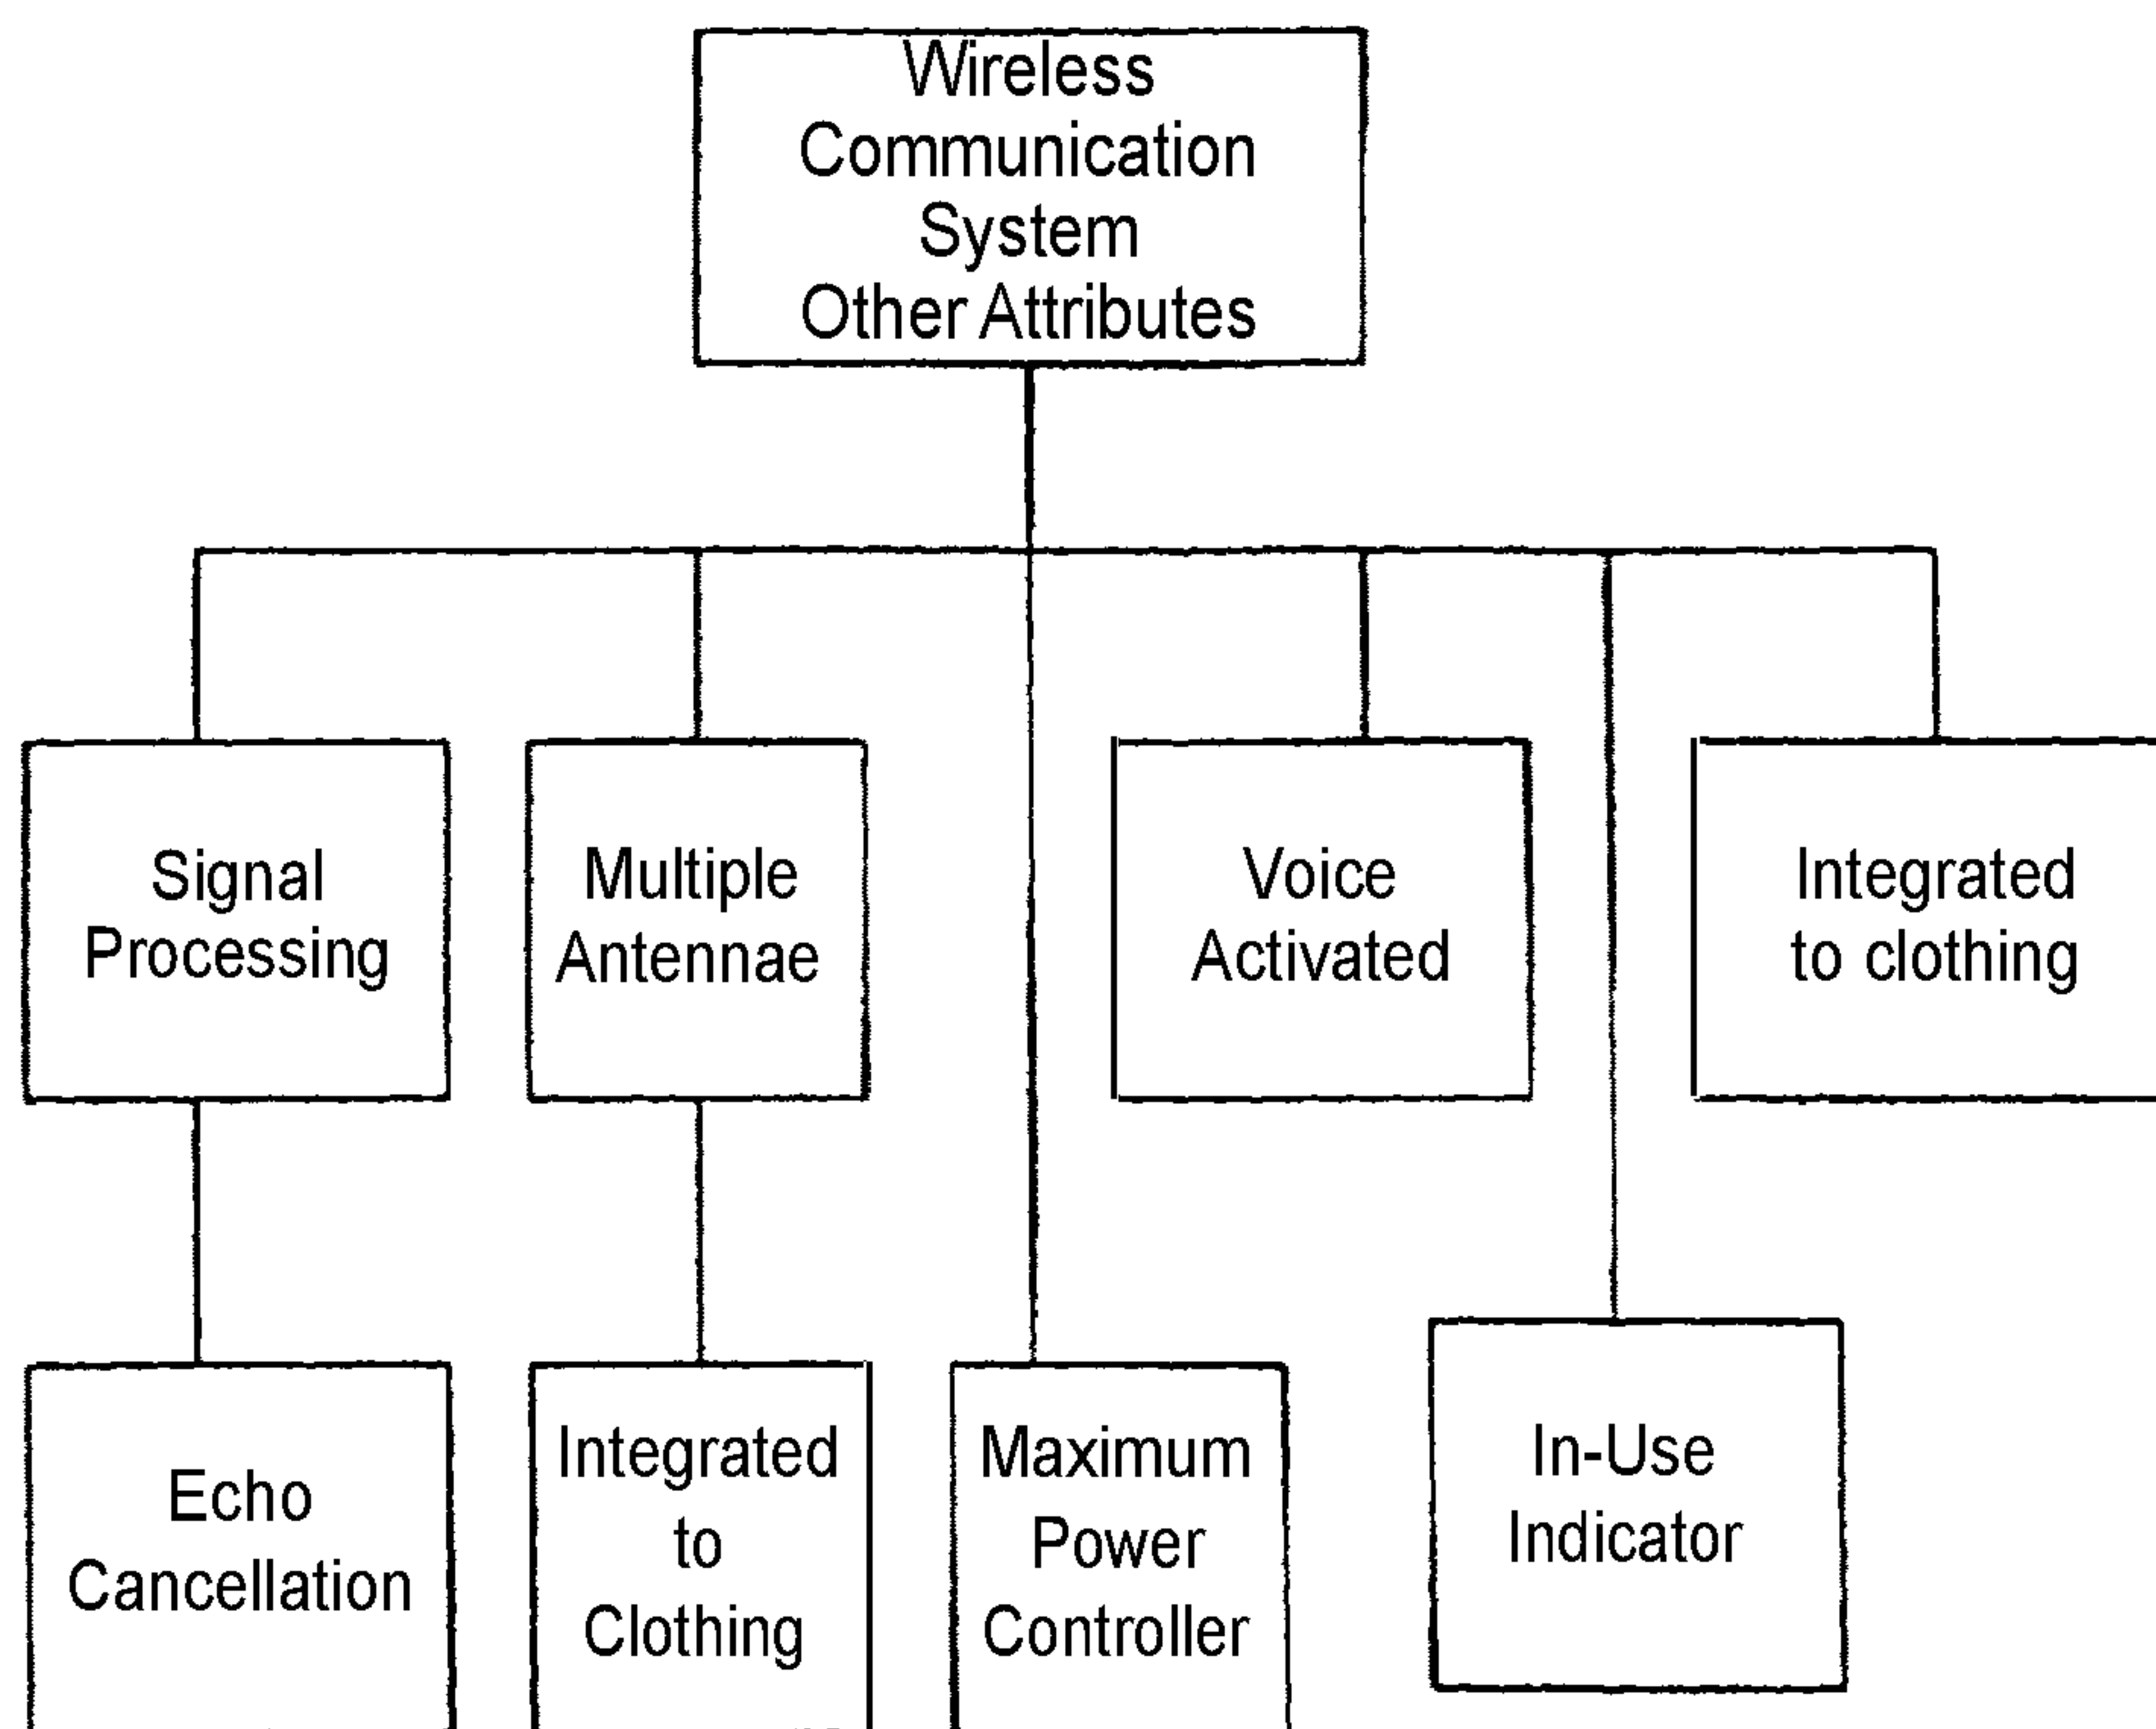 Wireless
Communication
System
Other Attributes
Signal
Processing
Multiple
Antennae
Voice
Activated
Integrated
to clothing
Echo
Cancellation
Integrated
to
Clothing
Maximum
Power
Controller
In-Use
Indicator